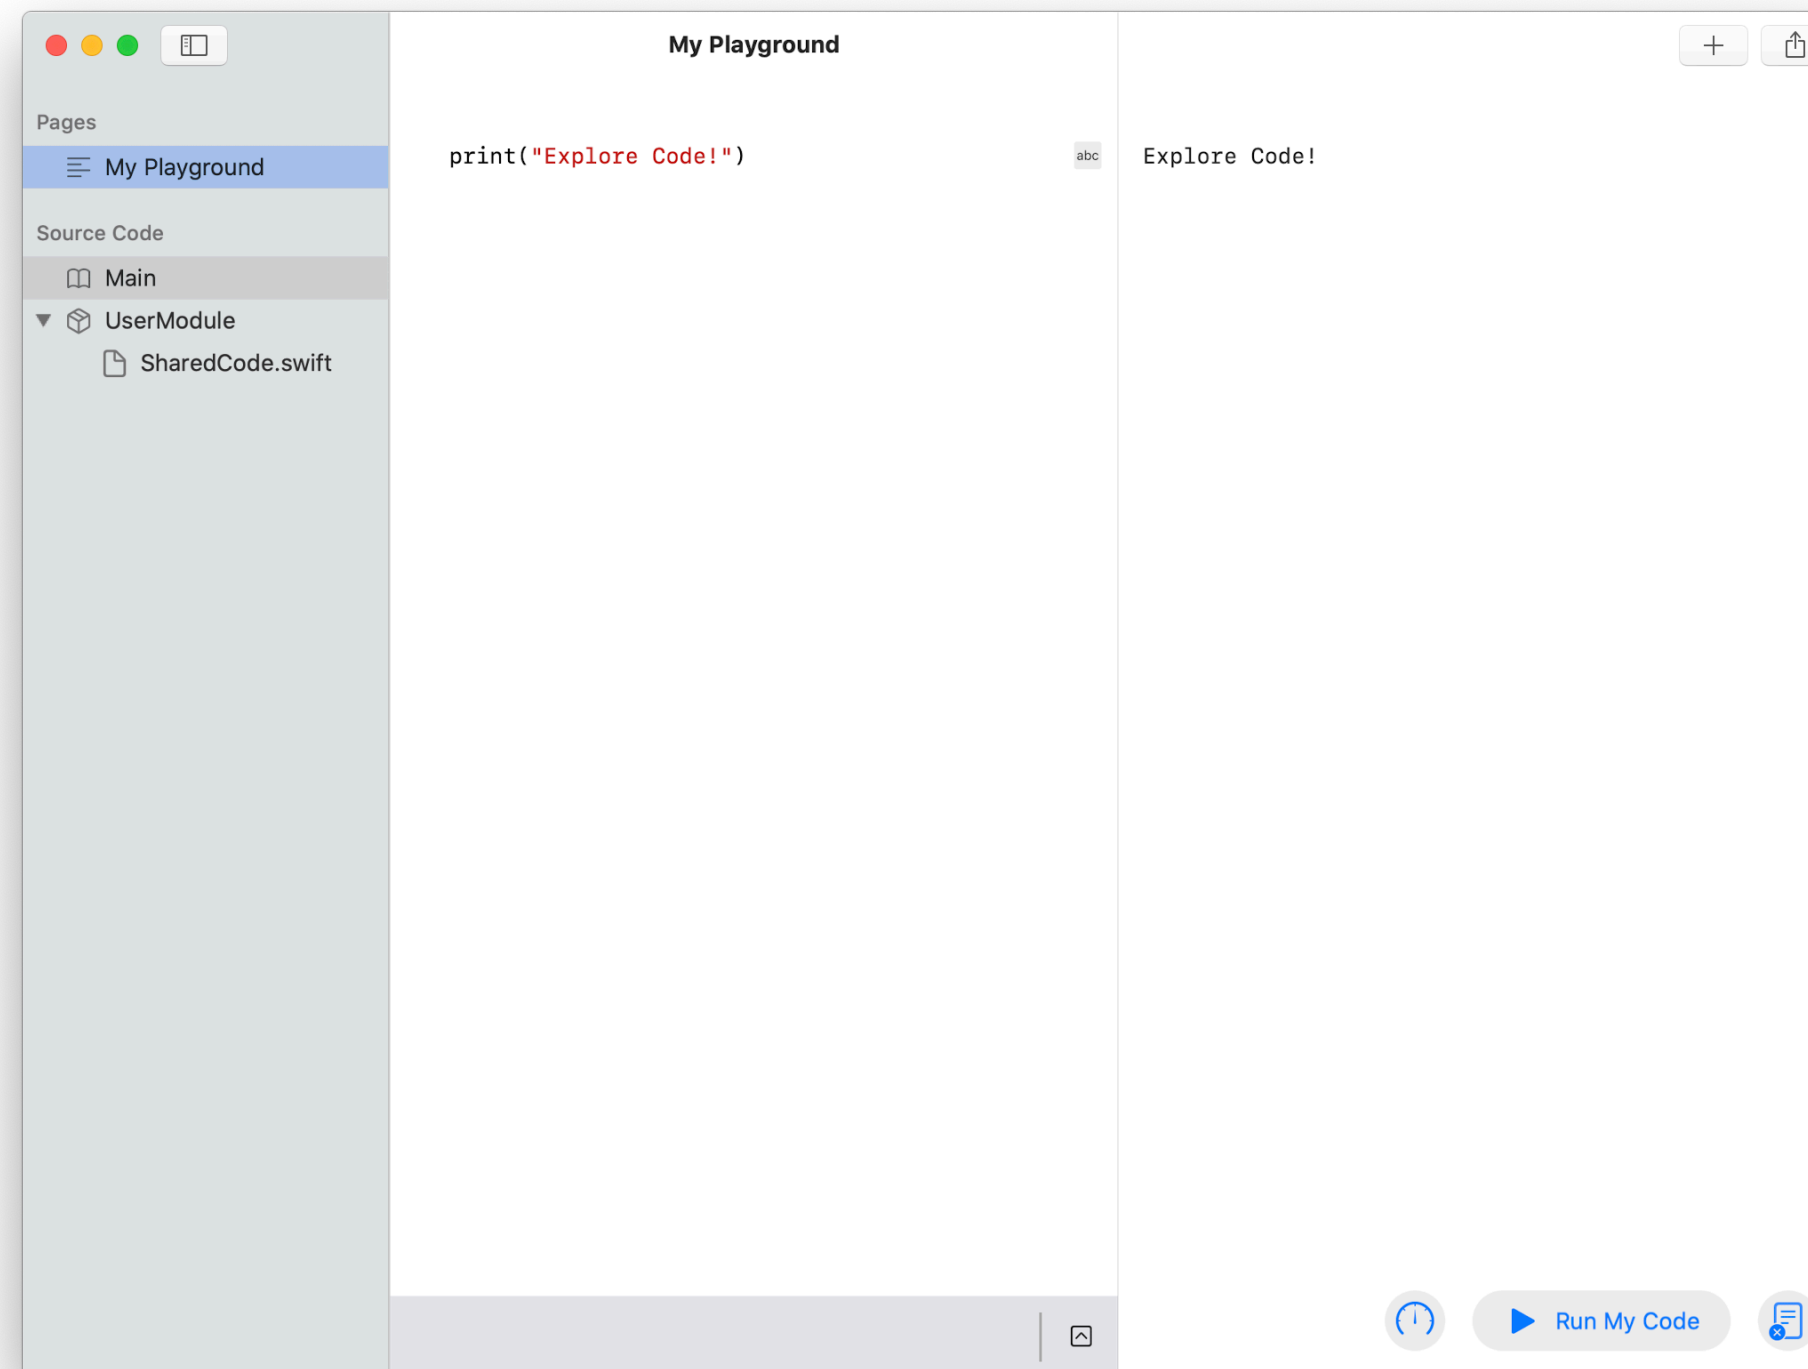 My Playground
Pages
My Playground
Source Code
Main
UserModule
SharedCode.swift
print("Explore Code!")
abc
Explore Code!
Run My Code